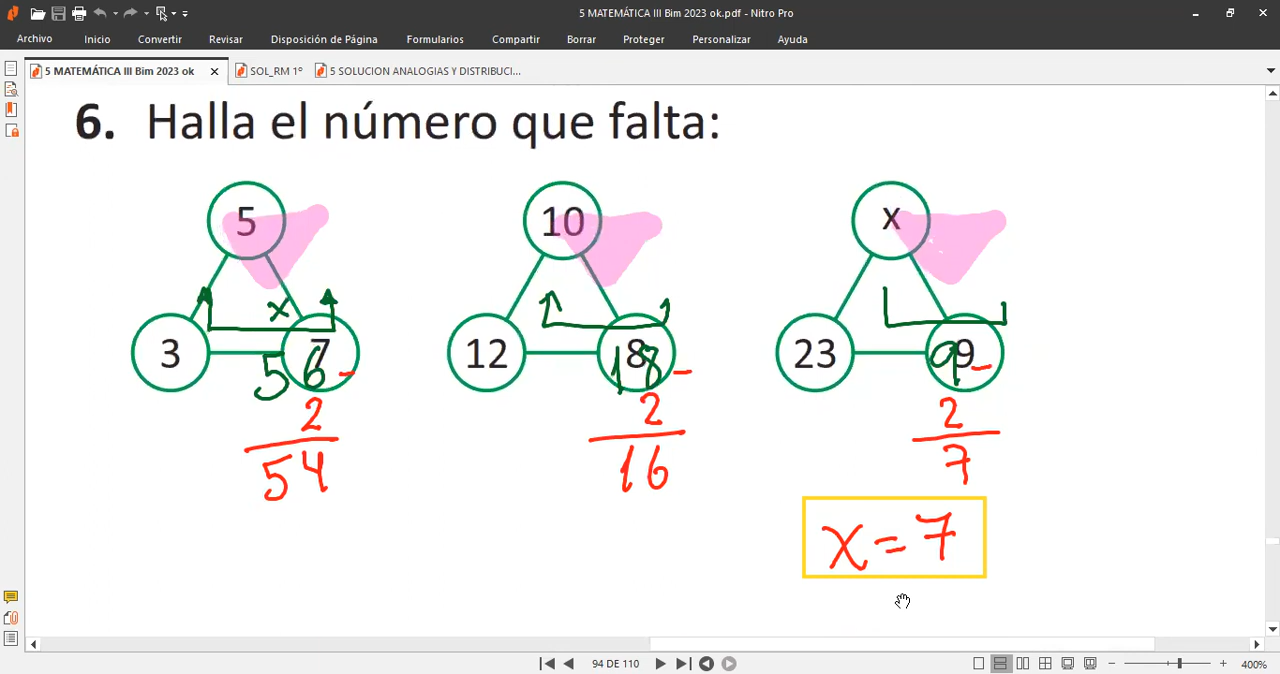 5 MATEMÁTICA III Bim 2023 ok.pdf - Nitro Pro
Archivo Inicio Convertir Revisar Disposición de Página Formularios Compartir Borrar Proteger Personalizar Ayuda
5 MATEMÁTICA III Bim 2023 ok SOL_RM 1º 5 SOLUCION ANALOGIAS Y DISTRIBUCI...
6. Halla el número que falta:
5 10 x
x
3 7 12 8 23 9
56 18 9
- - -
2 2 2
54 16 7
x = 7
94 DE 110 400%